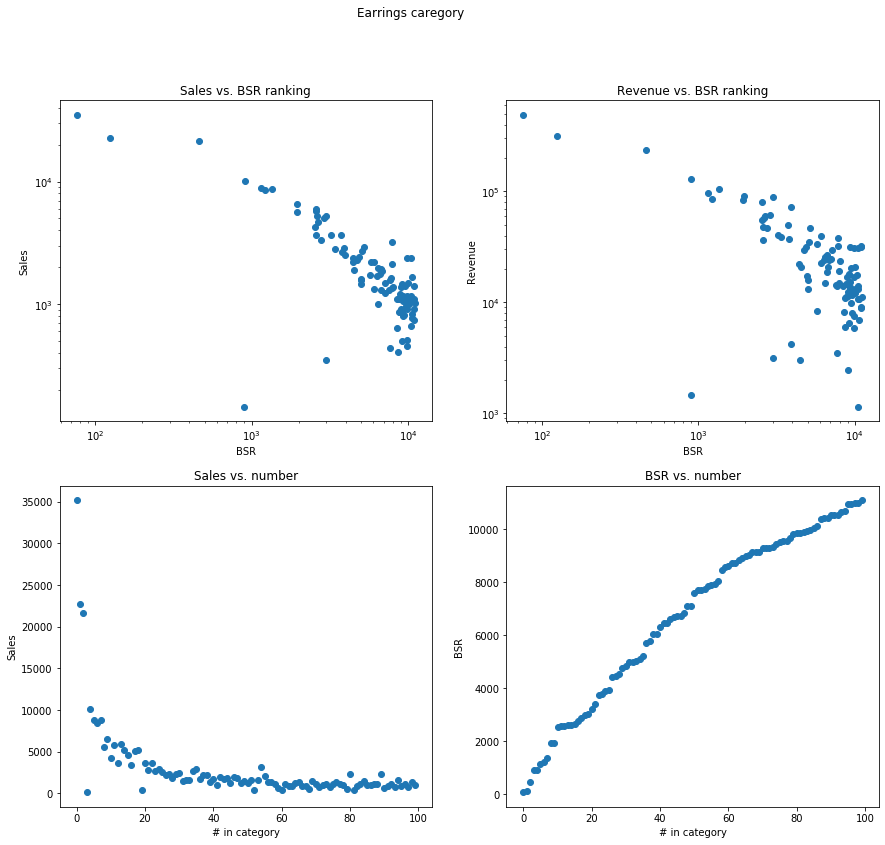 Earrings caregory
Sales vs. BSR ranking
Sales
10^4
10^3
10^2
10^3
10^4
BSR
Revenue vs. BSR ranking
Revenue
10^5
10^4
10^3
10^2
10^3
10^4
BSR
Sales vs. number
Sales
35000
30000
25000
20000
15000
10000
5000
0
0
20
40
60
80
100
# in category
BSR vs. number
BSR
10000
8000
6000
4000
2000
0
0
20
40
60
80
100
# in category